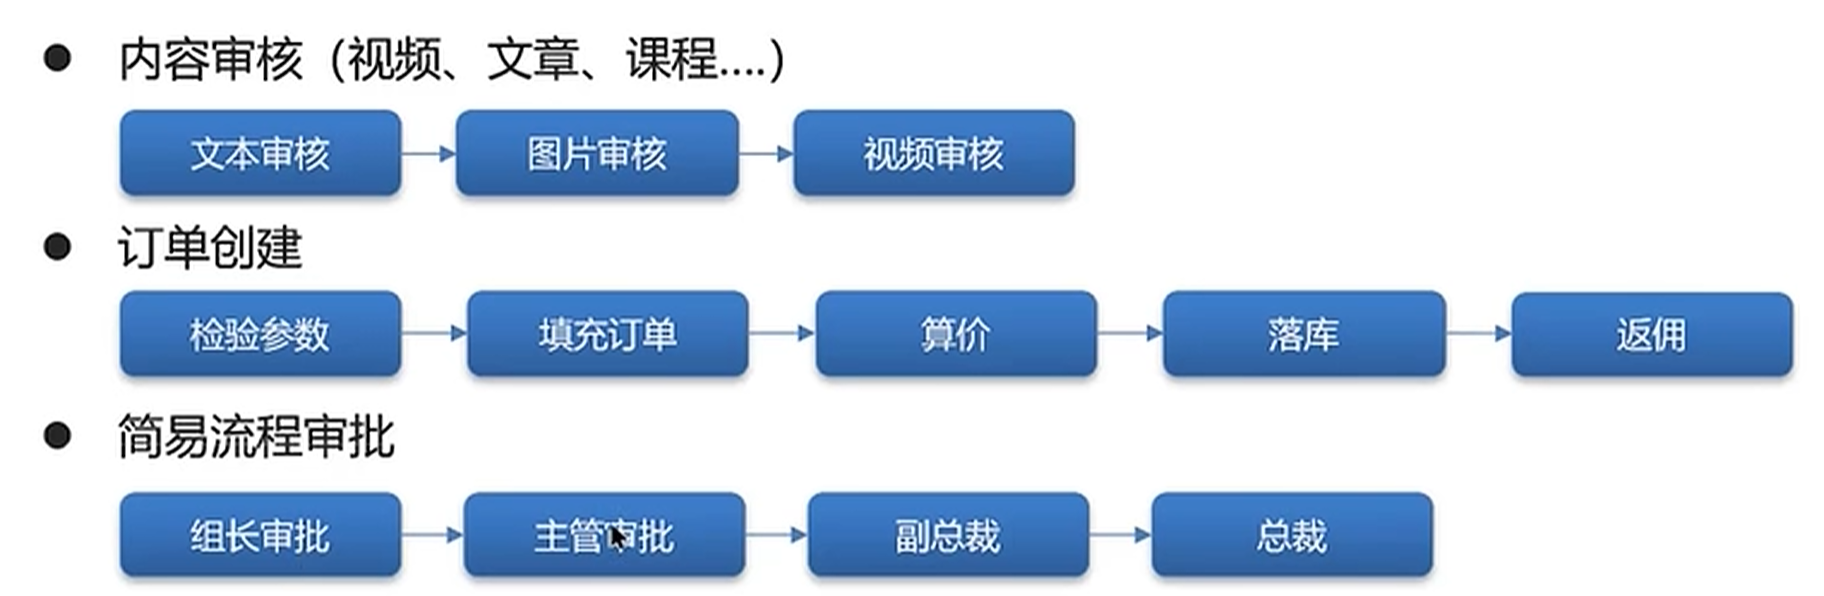 内容审核（视频、文章、课程....）
文本审核 图片审核 视频审核
订单创建
检验参数 填充订单 算价 落库 返佣
简易流程审批
组长审批 主管审批 副总裁 总裁